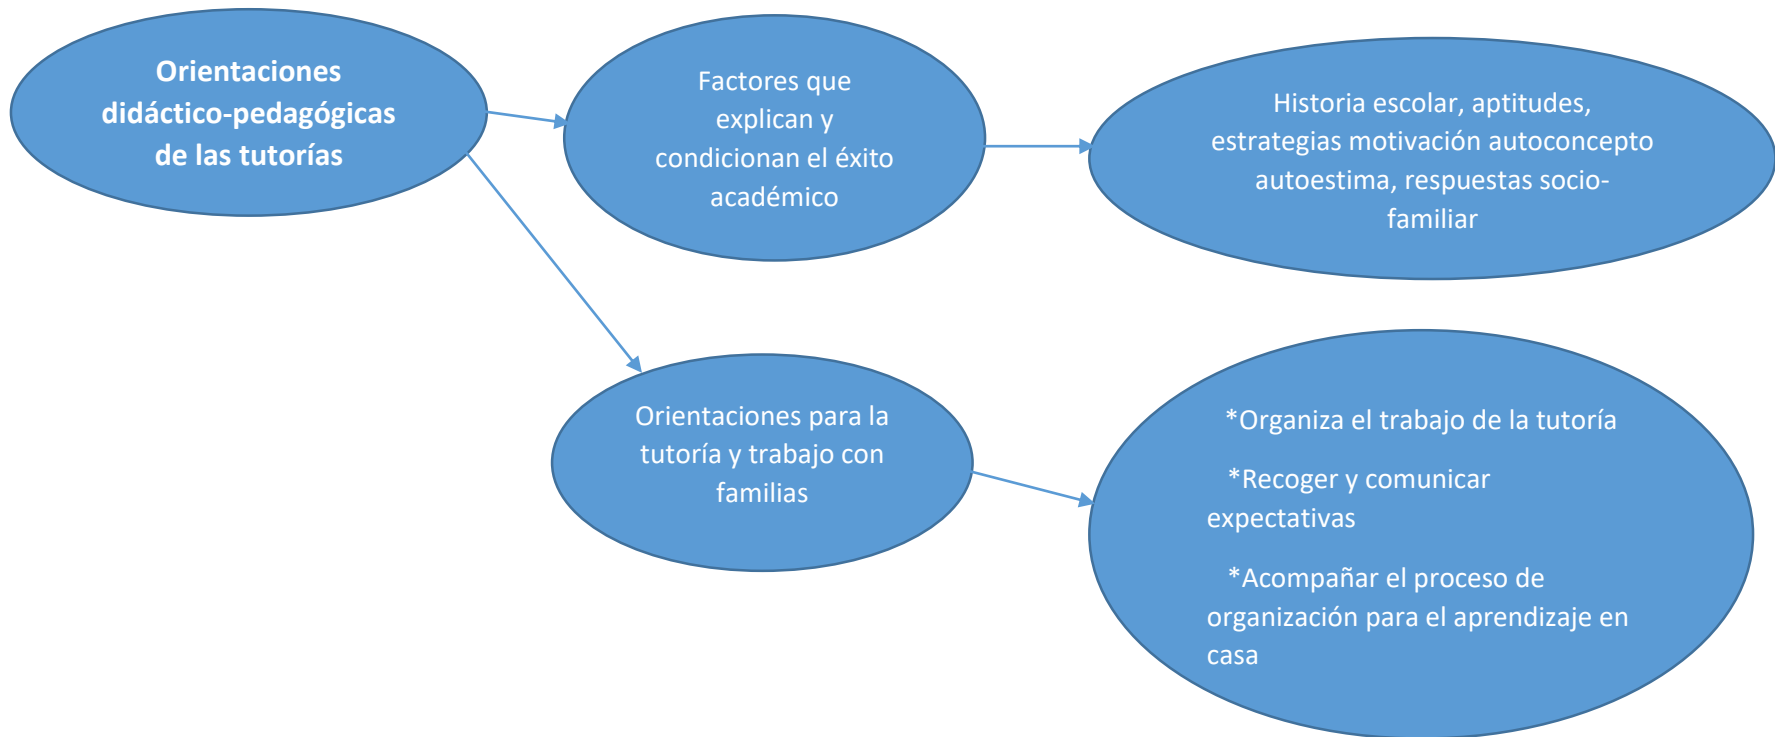 Orientaciones
didáctico-pedagógicas
de las tutorías
Factores que
explican y
condicionan el éxito
académico
Historia escolar, aptitudes,
estrategias motivación autoconcepto
autoestima, respuestas socio-
familiar
Orientaciones para la
tutoría y trabajo con
familias
*Organiza el trabajo de la tutoría
*Recoger y comunicar
expectativas
*Acompañar el proceso de
organización para el aprendizaje en
casa